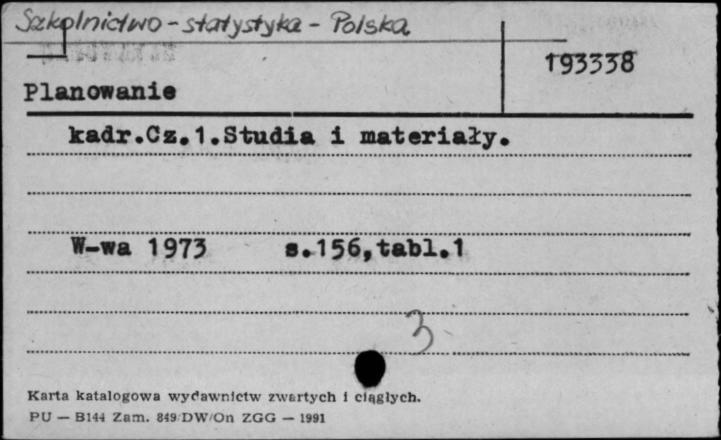 Szkolnictwo - statystyka - Polska
193338
Planowanie
kadr.Cz.1.Studia i materiały.
W-wa 1973 s.156,tabl.1
3
Karta katalogowa wydawnictw zwartych i ciągłych.
PU — B144 Zam. 849/DW/On ZGG — 1991